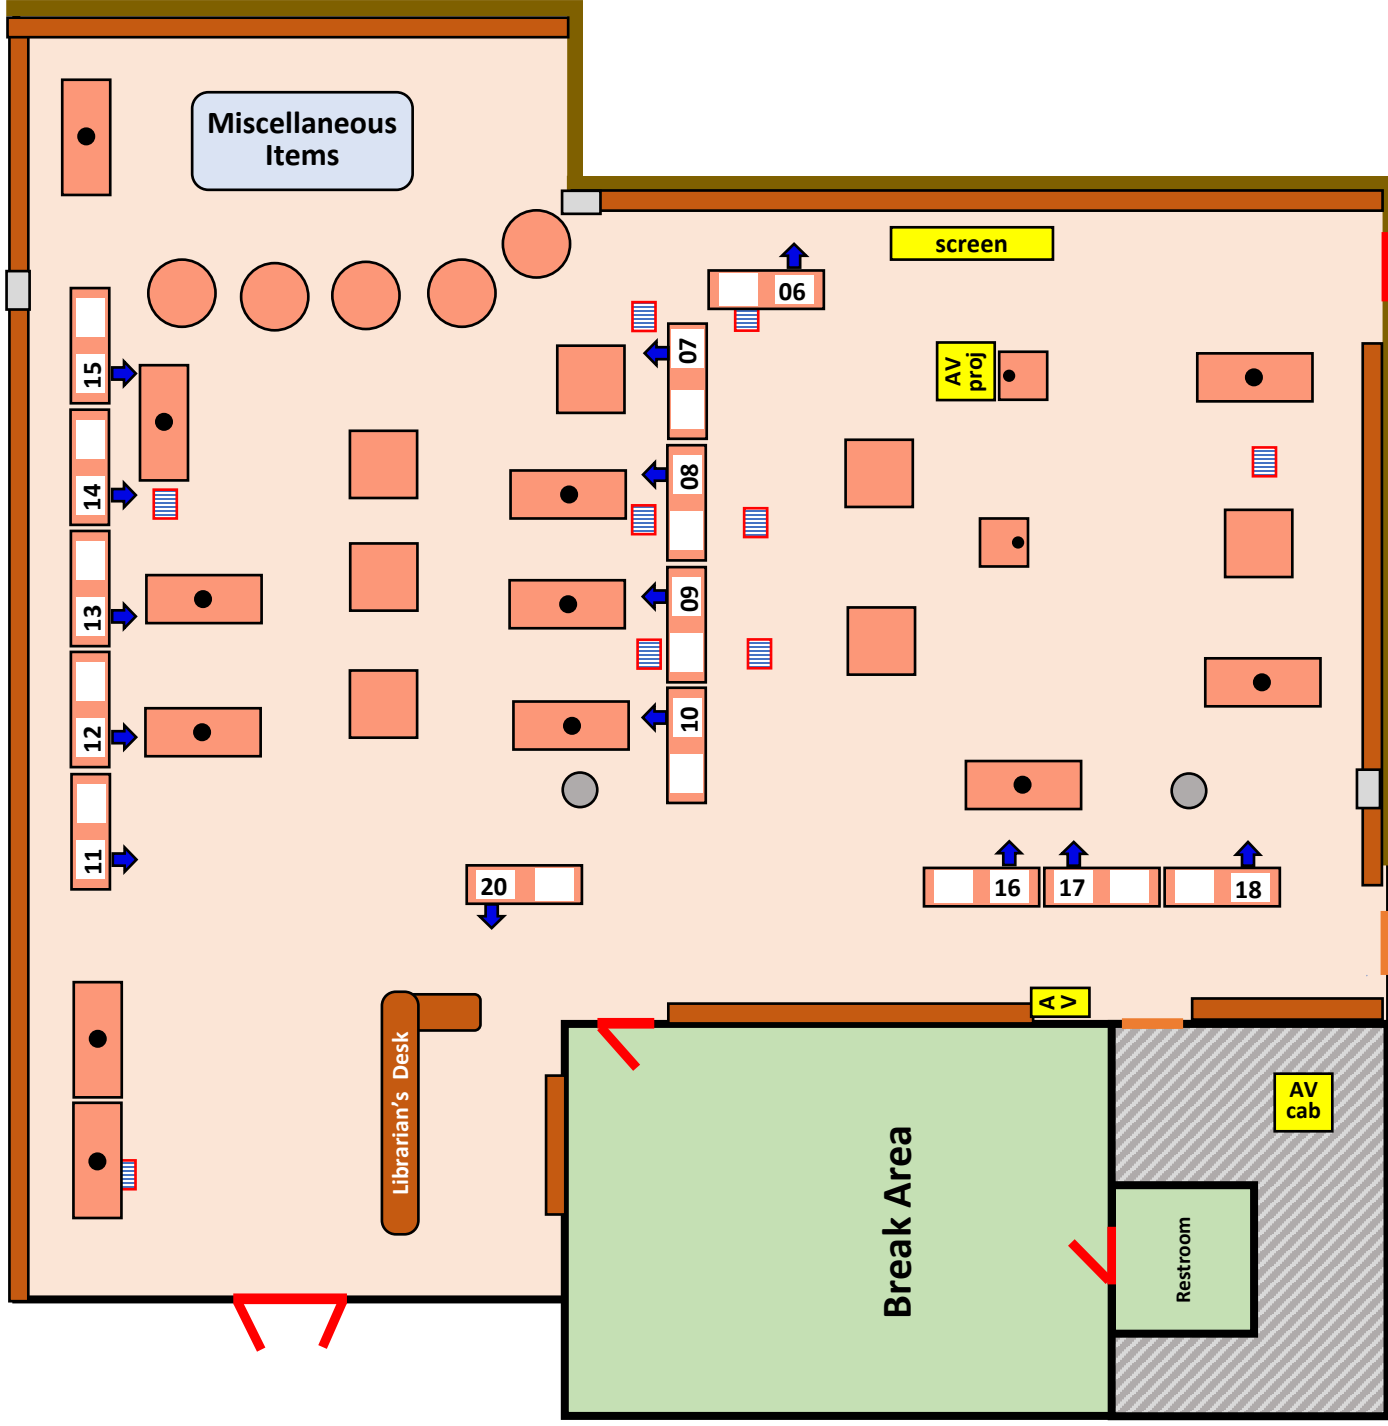 Miscellaneous
Items
screen
06
07
AV
proj
15
08
14
09
13
10
12
11
20
16
17
18
A
V
Librarian's Desk
AV
cab
Break Area
Restroom